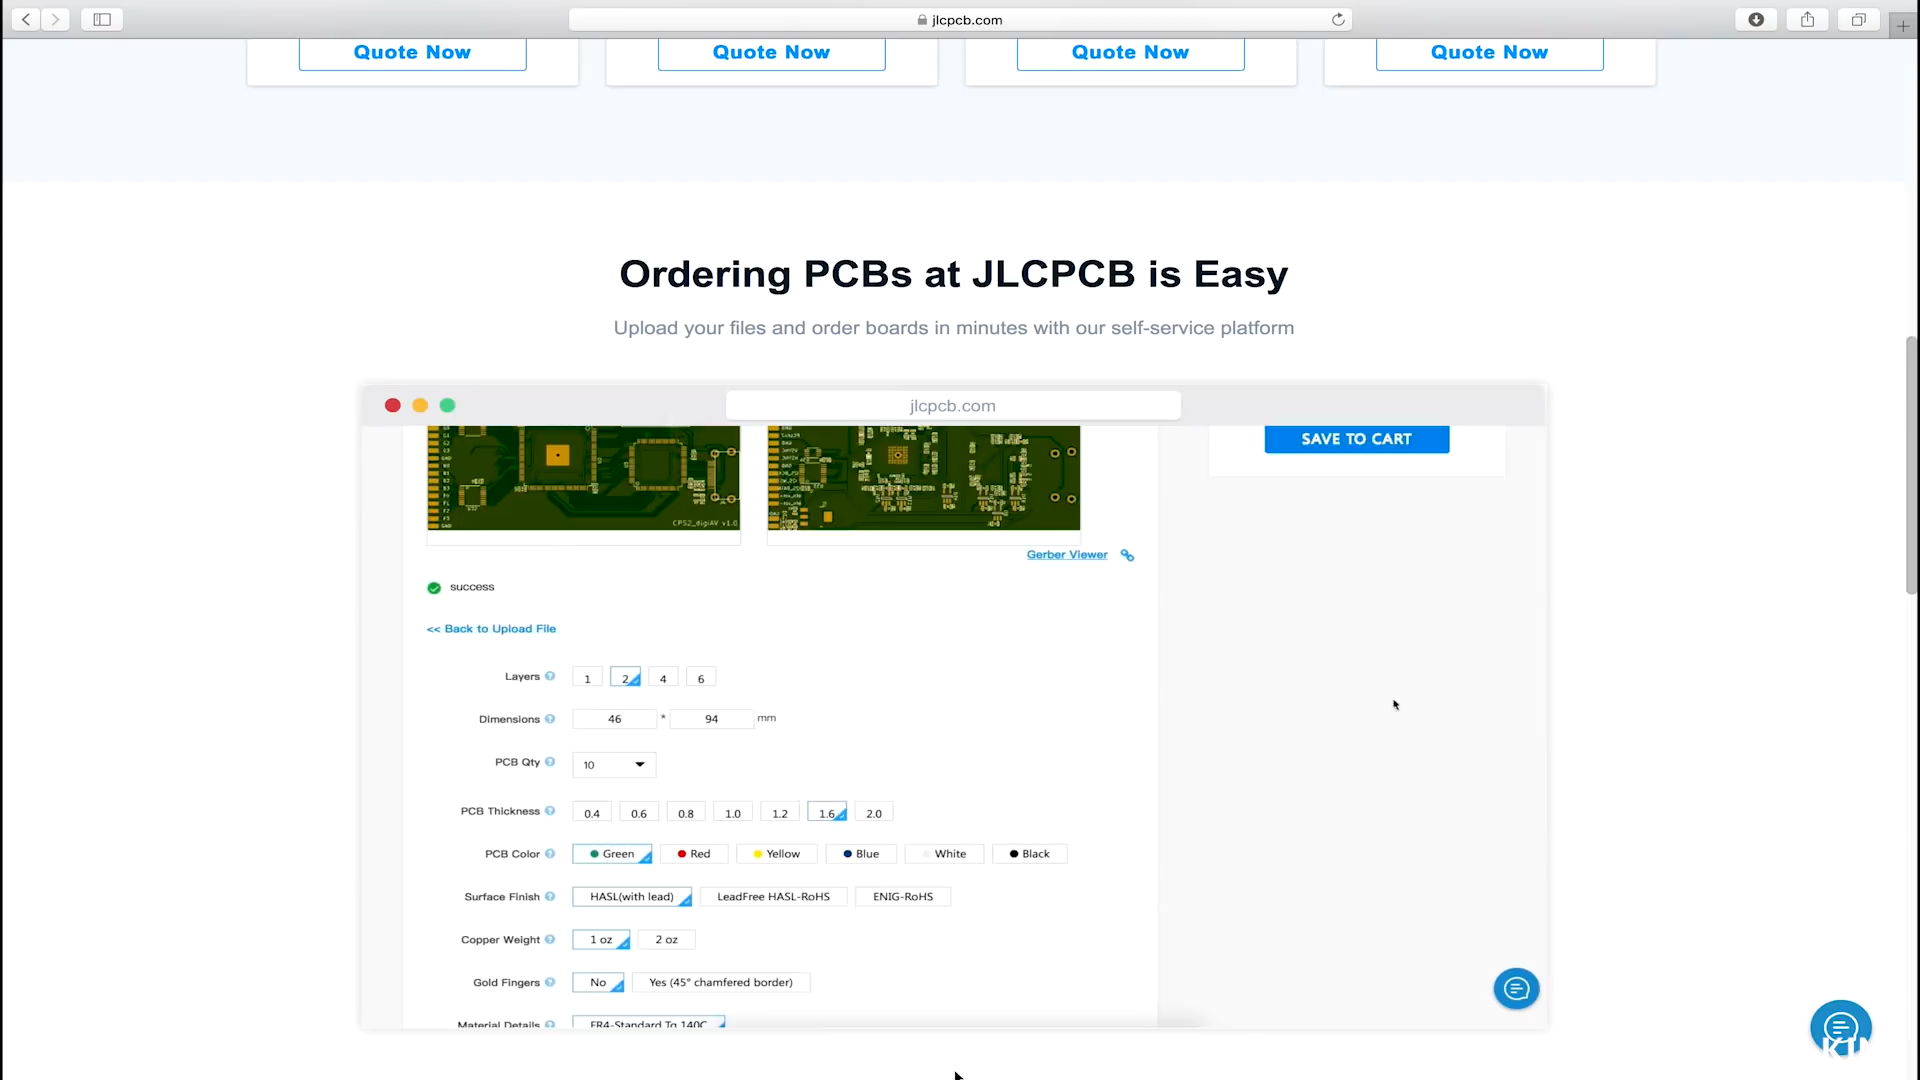 jlcpcb.com
Quote Now Quote Now Quote Now Quote Now
Ordering PCBs at JLCPCB is Easy
Upload your files and order boards in minutes with our self-service platform
jlcpcb.com
SAVE TO CART
CPS2_digiAV v1.0
Gerber Viewer
success
<< Back to Upload File
Layers 1 2 4 6
Dimensions 46 * 94 mm
PCB Qty 10
PCB Thickness 0.4 0.6 0.8 1.0 1.2 1.6 2.0
PCB Color Green Red Yellow Blue White Black
Surface Finish HASL(with lead) LeadFree HASL-RoHS ENIG-RoHS
Copper Weight 1 oz 2 oz
Gold Fingers No Yes (45° chamfered border)
Material Details FR4-Standard Tg 140C